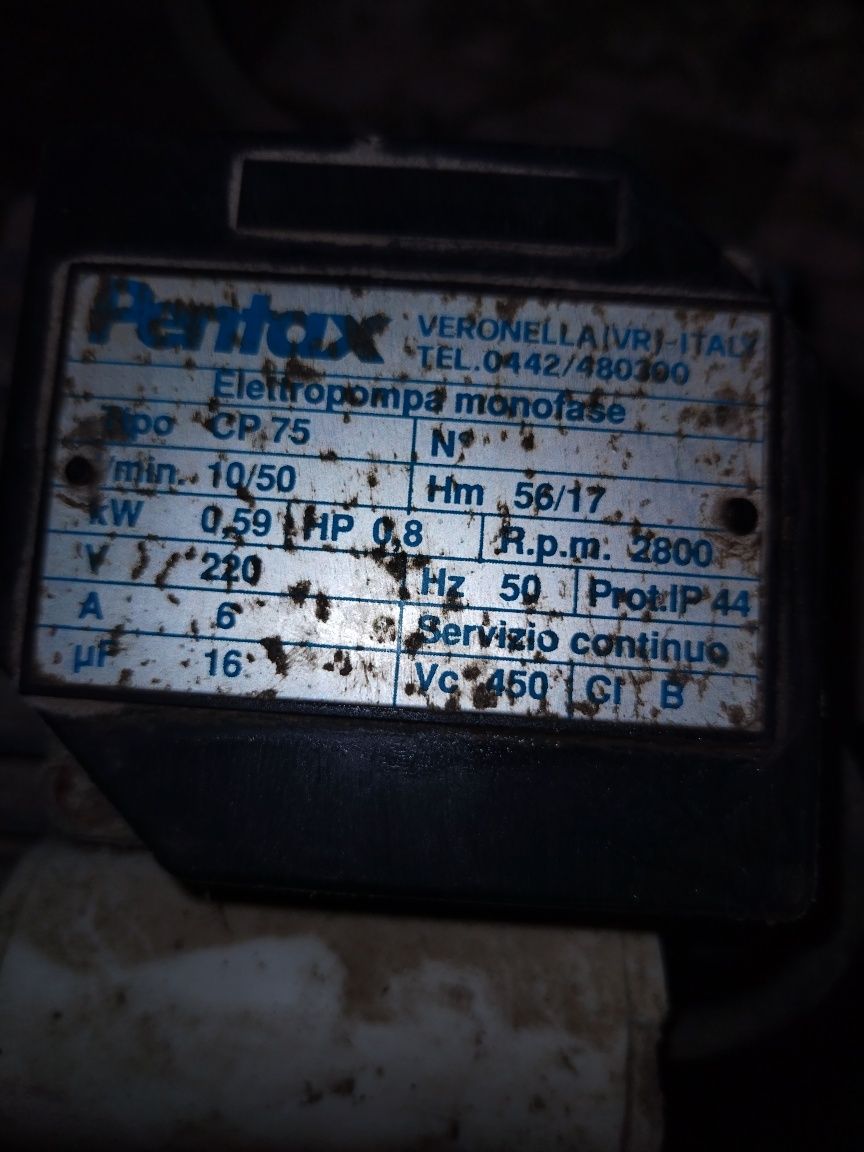 Pentax VERONELLA (VR)-ITALY
TEL.0442/480300
Elettropompa monofase
Tipo CP 75 N°
/min. 10/50 Hm 56/17
kW 0,59 HP 0,8 R.p.m. 2800
V 220 Hz 50 Prot.IP 44
A 6 Servizio continuo
µF 16 Vc 450 Cl B